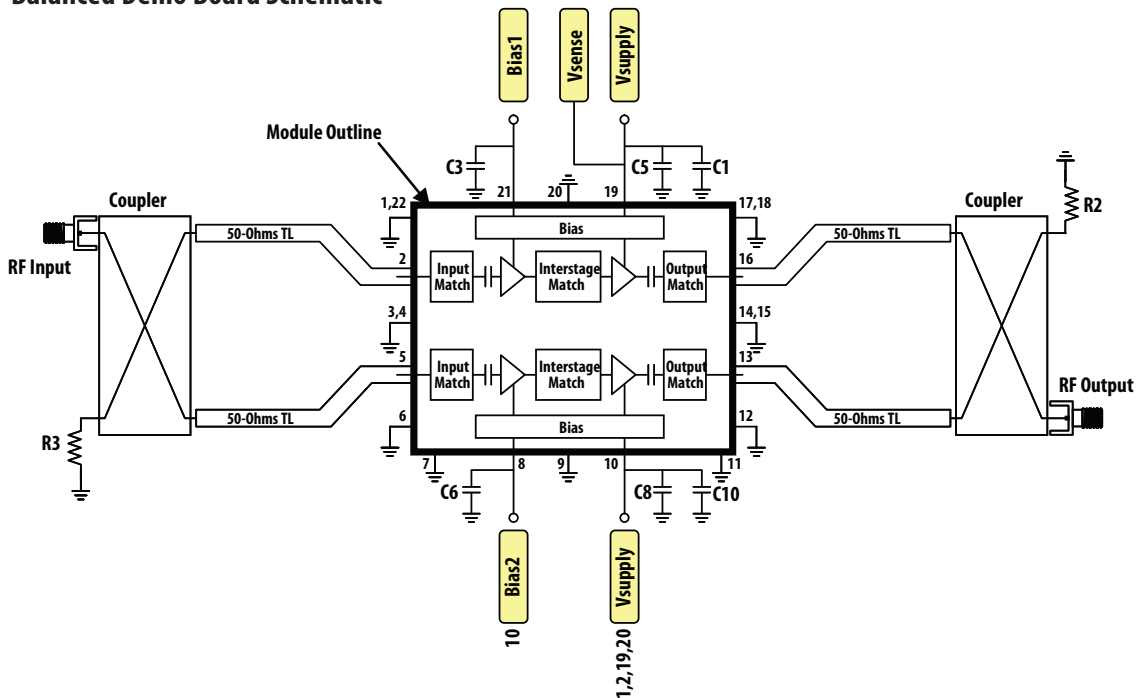 Balanced Demo Board Schematic
Bias1
Vsense
Vsupply
Module Outline
C3
C5
C1
21
20
19
Coupler
1,22
17,18
Coupler
R2
Bias
50-Ohms TL
50-Ohms TL
RF Input
2
16
Input
Match
Interstage
Match
Output
Match
3,4
14,15
5
13
Input
Match
Interstage
Match
Output
Match
RF Output
50-Ohms TL
50-Ohms TL
6
12
Bias
R3
7
8
9
10
11
C6
C8
C10
Bias2
Vsupply
10
1,2,19,20